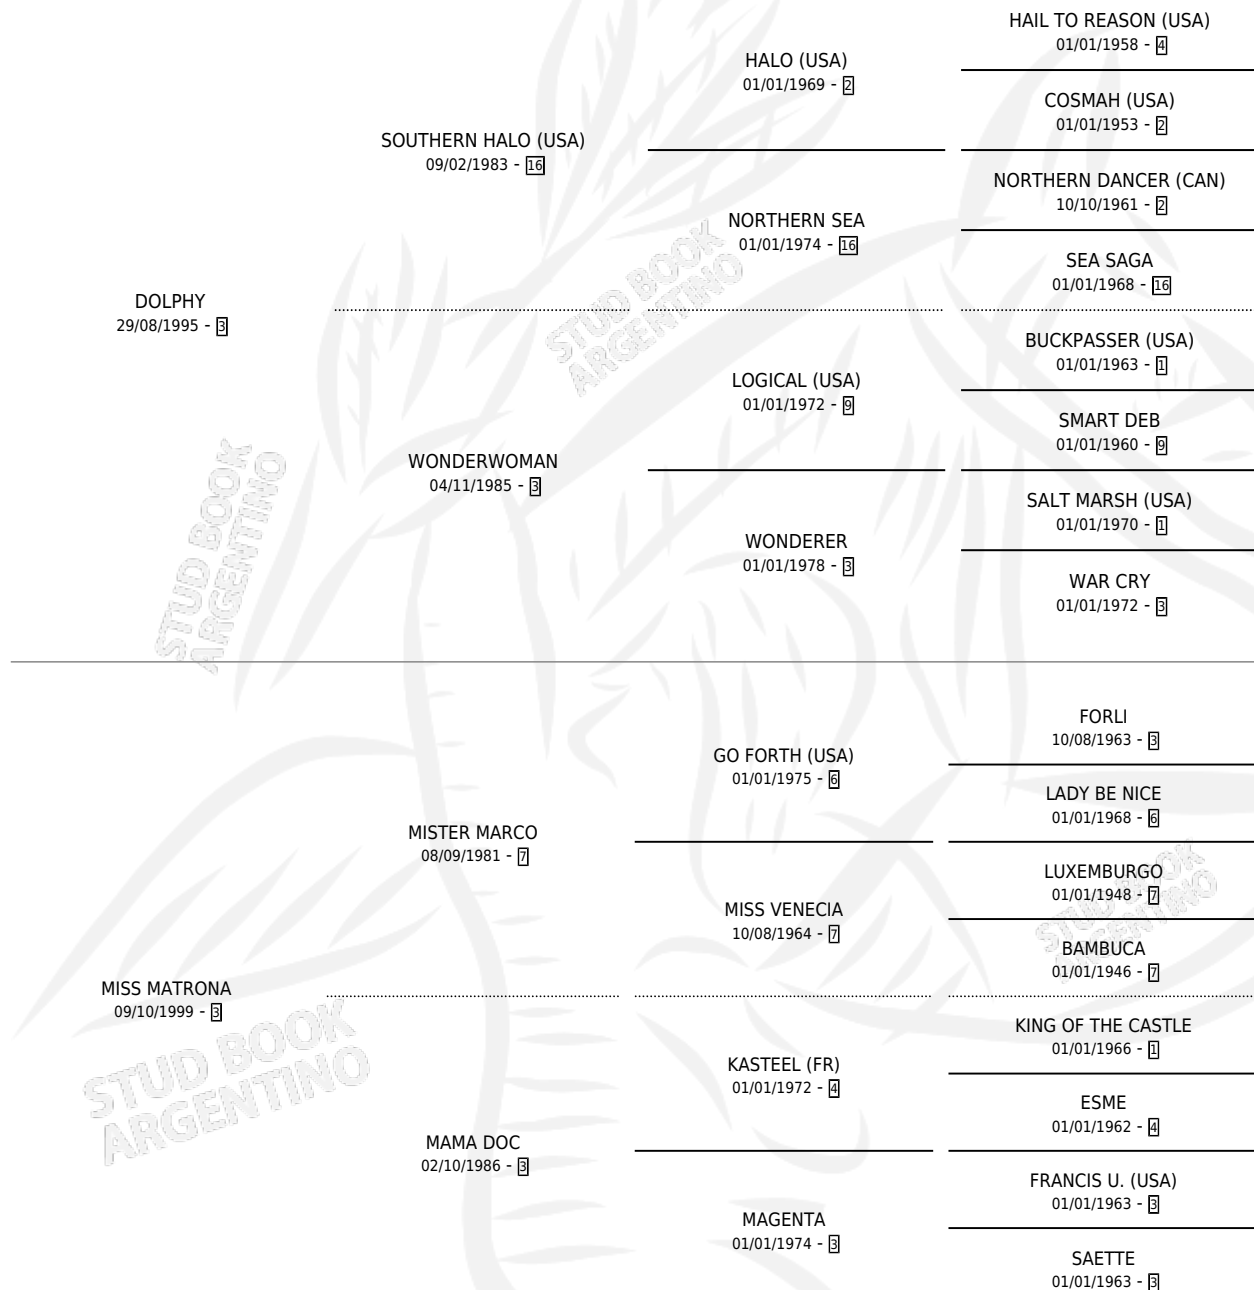 HAIL TO REASON (USA)
01/01/1958 - 4
HALO (USA)
01/01/1969 - 2
COSMAH (USA)
01/01/1953 - 2
SOUTHERN HALO (USA)
09/02/1983 - 16
NORTHERN DANCER (CAN)
10/10/1961 - 2
NORTHERN SEA
01/01/1974 - 16
SEA SAGA
01/01/1968 - 16
DOLPHY
29/08/1995 - 3
BUCKPASSER (USA)
01/01/1963 - 1
LOGICAL (USA)
01/01/1972 - 9
SMART DEB
01/01/1960 - 9
WONDERWOMAN
04/11/1985 - 3
SALT MARSH (USA)
01/01/1970 - 1
WONDERER
01/01/1978 - 3
WAR CRY
01/01/1972 - 3
FORLI
10/08/1963 - 3
GO FORTH (USA)
01/01/1975 - 6
LADY BE NICE
01/01/1968 - 6
MISTER MARCO
08/09/1981 - 7
LUXEMBURGO
01/01/1948 - 7
MISS VENECIA
10/08/1964 - 7
BAMBUCA
01/01/1946 - 7
MISS MATRONA
09/10/1999 - 3
KING OF THE CASTLE
01/01/1966 - 1
KASTEEL (FR)
01/01/1972 - 4
ESME
01/01/1962 - 4
MAMA DOC
02/10/1986 - 3
FRANCIS U. (USA)
01/01/1963 - 3
MAGENTA
01/01/1974 - 3
SAETTE
01/01/1963 - 3
STUD BOOK
ARGENTINO
STUD BOOK
ARGENTINO
STUD BOOK
ARGENTINO
STUD BOOK
ARGENTINO